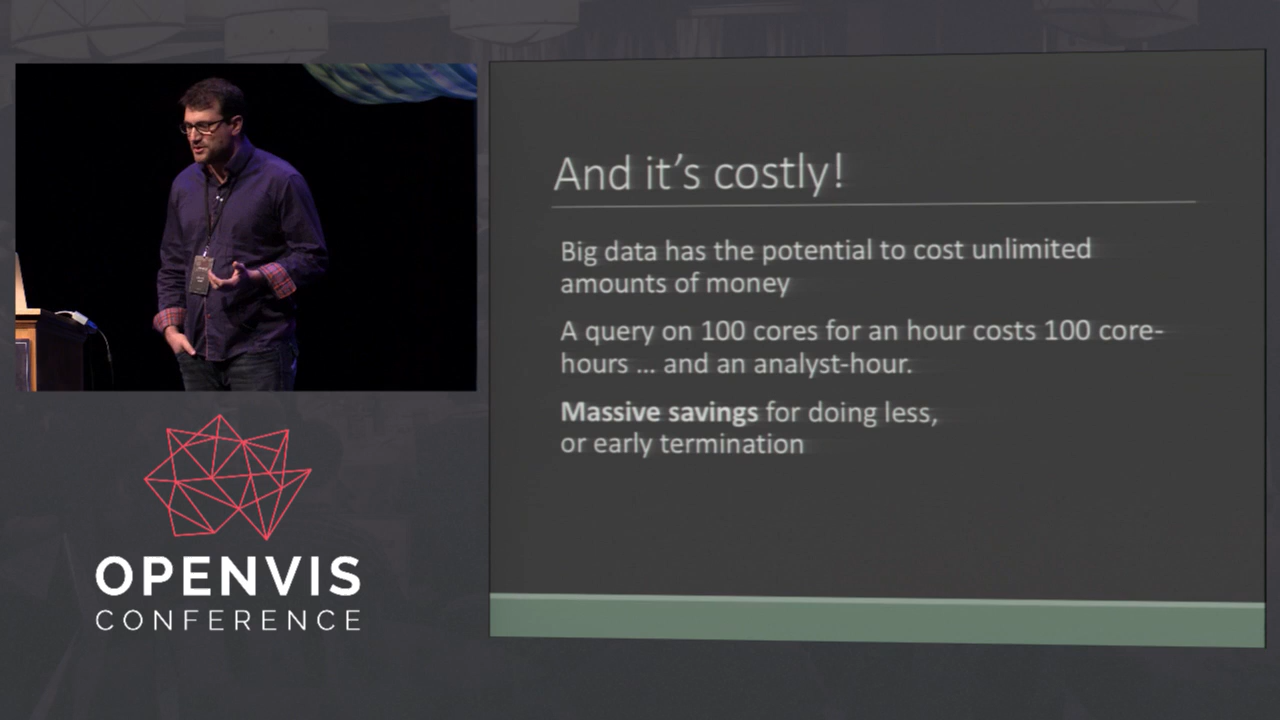 And it's costly!
Big data has the potential to cost unlimited
amounts of money
A query on 100 cores for an hour costs 100 core-
hours ... and an analyst-hour.
Massive savings for doing less,
or early termination
OPENVIS
CONFERENCE